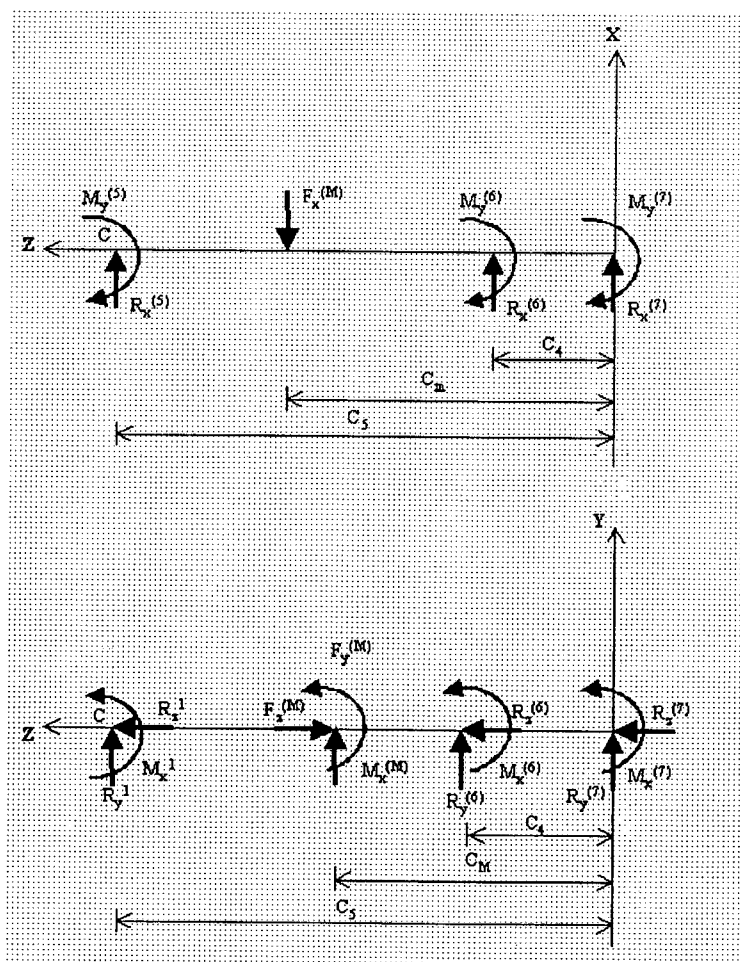 X
M_y^(5) F_x^(M) M_y^(6) M_y^(7)
Z C
R_x^(5) R_x^(6) R_x^(7)
C_4
C_m
C_5
Y
F_y^(M)
Z C R_z^1 F_z^(M) R_z^(6) R_z^(7)
M_x^1 M_x^(M) M_x^(6) M_x^(7)
R_y^1 R_y^(6) R_y^(7)
C_4
C_M
C_5